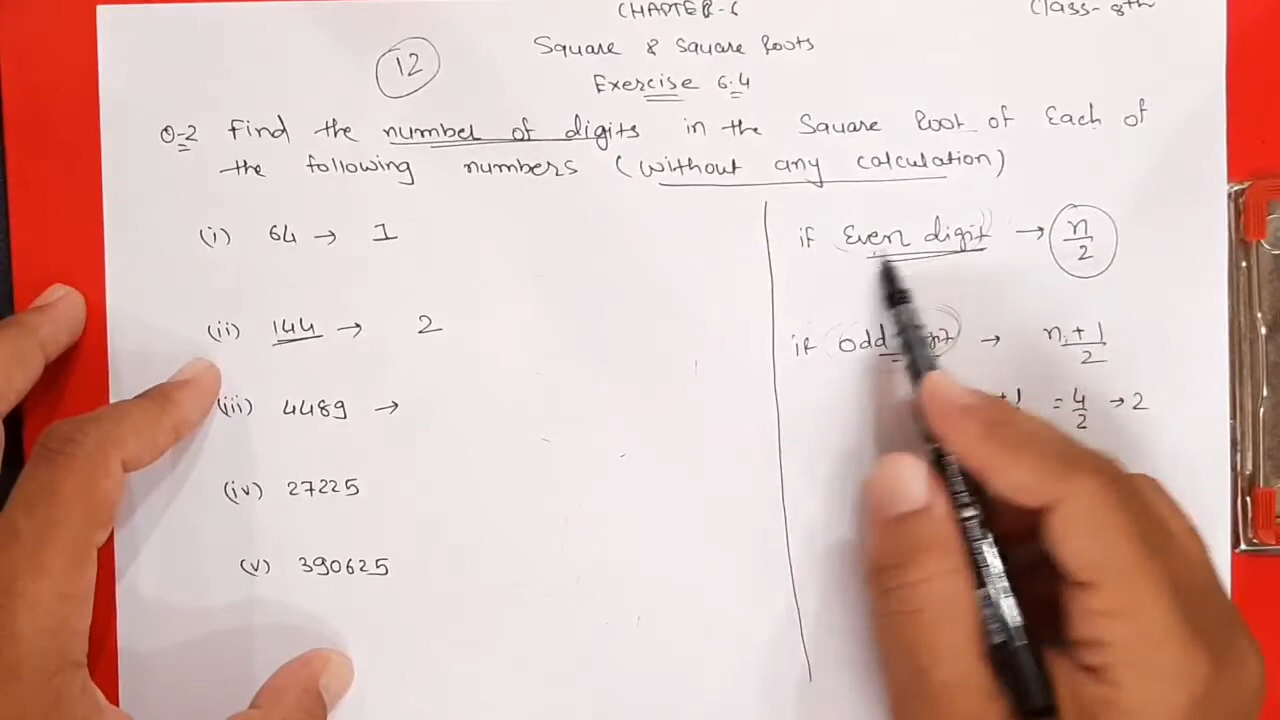 CHAPTER-6
Class-8th
12
Square & Square Roots
Exercise 6.4
Q-2 Find the number of digits in the Square Root of Each of
the following numbers (without any calculation)
(i) 64 → 1
(ii) 144 → 2
(iii) 4489 →
(iv) 27225
(v) 390625
if Even digit → n/2
if Odd → n+1/2
+1 = 4/2 → 2